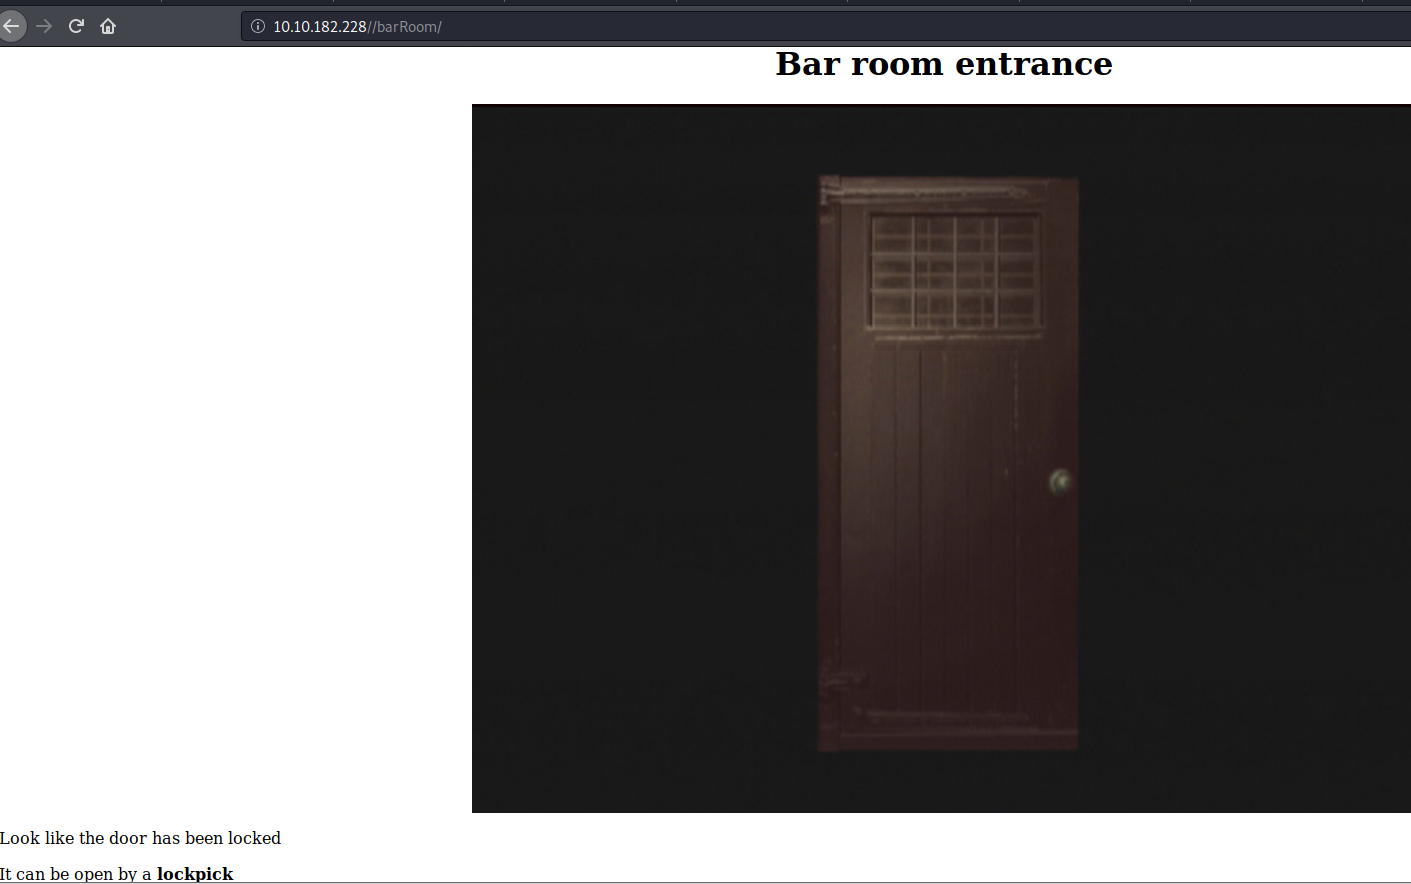 10.10.182.228//barRoom/
Bar room entrance
Look like the door has been locked
It can be open by a lockpick